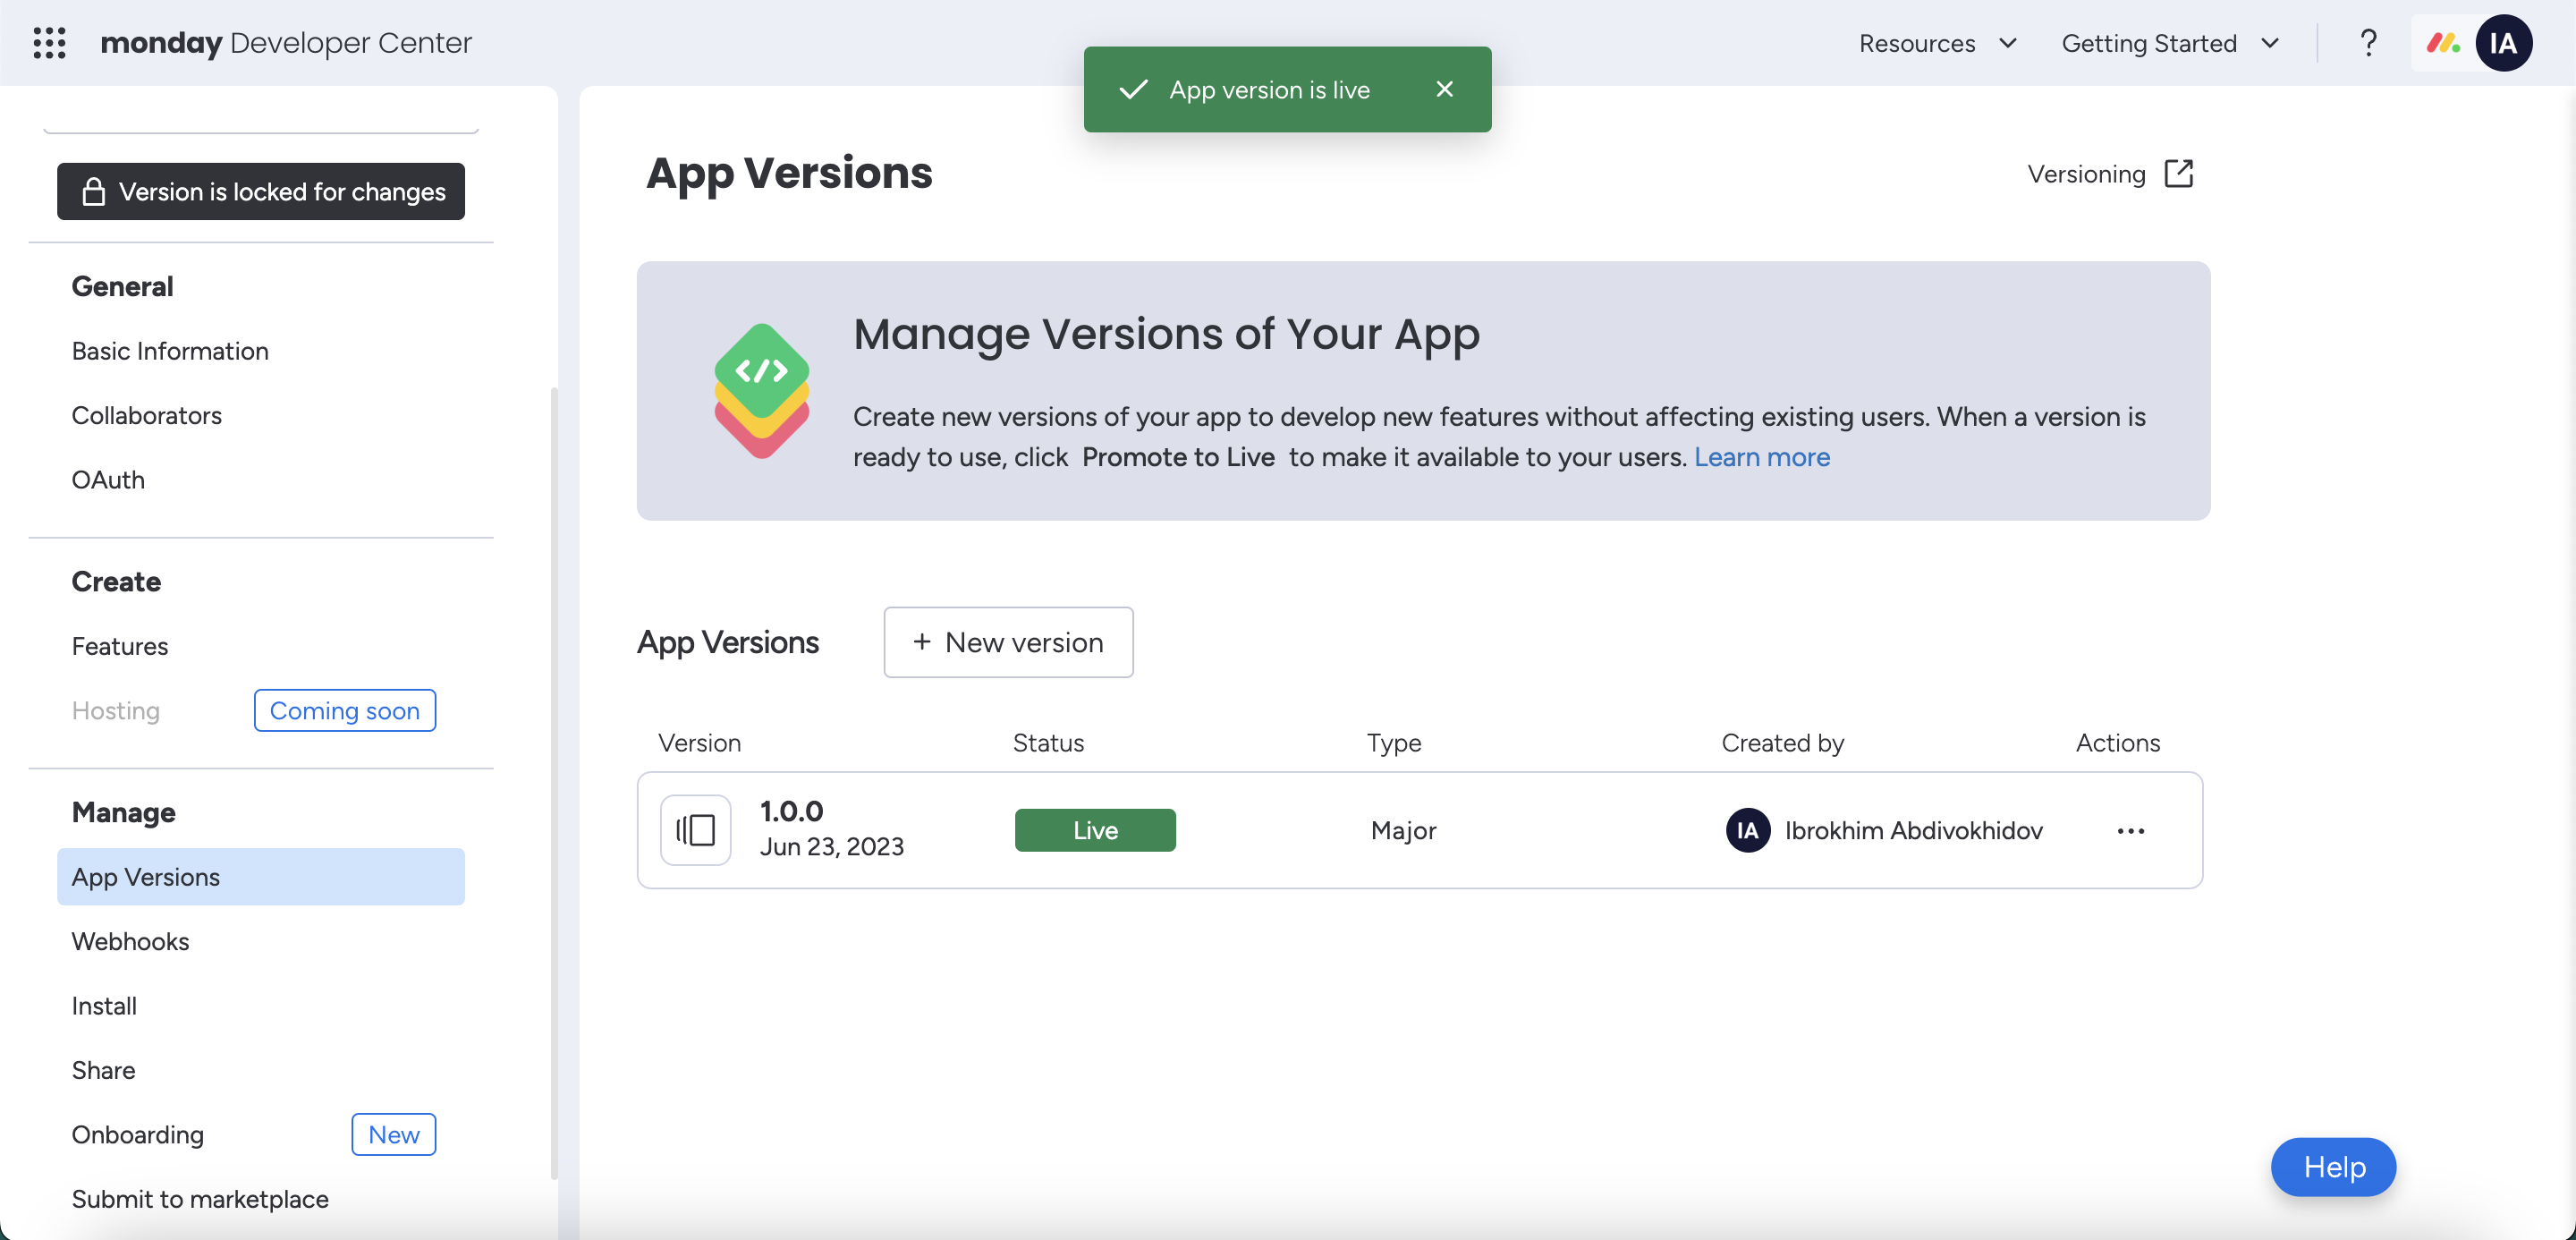 monday Developer Center
Resources
Getting Started
?
IA
App version is live
Version is locked for changes
General
Basic Information
Collaborators
OAuth
Create
Features
Hosting
Coming soon
Manage
App Versions
Webhooks
Install
Share
Onboarding
New
Submit to marketplace
App Versions
Versioning
</>
Manage Versions of Your App
Create new versions of your app to develop new features without affecting existing users. When a version is
ready to use, click Promote to Live to make it available to your users. Learn more
App Versions
+ New version
Version Status Type Created by Actions
1.0.0
Jun 23, 2023
Live
Major
IA
Ibrokhim Abdivokhidov
Help